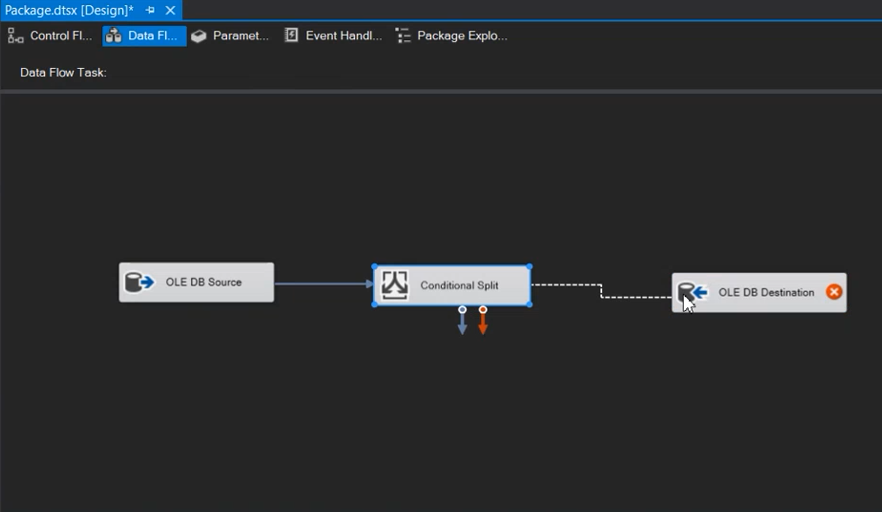 Package.dtsx [Design]*
Control Fl... Data Fl... Paramet... Event Handl... Package Explo...
Data Flow Task:
OLE DB Source
Conditional Split
OLE DB Destination